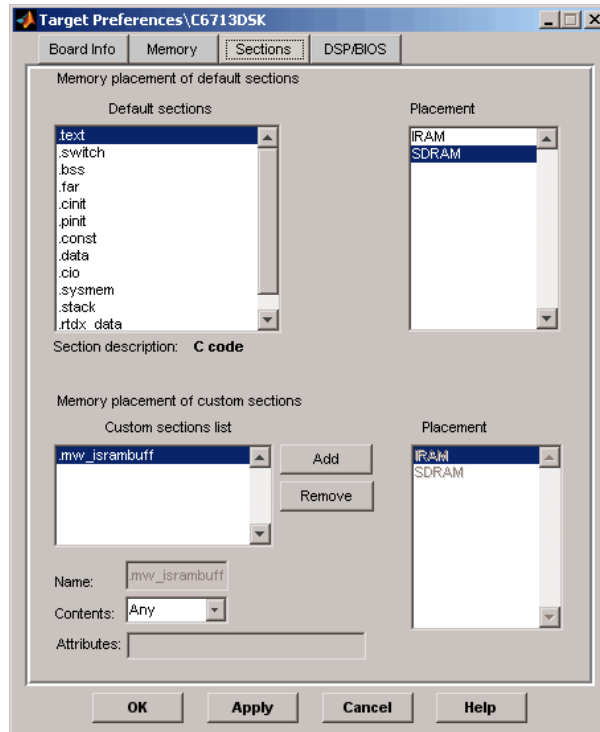 Target Preferences\C6713DSK
Board Info Memory Sections DSP/BIOS
Memory placement of default sections
Default sections Placement
.text IRAM
.switch SDRAM
.bss
.far
.cinit
.pinit
.const
.data
.cio
.sysmem
.stack
.rtdx_data
Section description: C code
Memory placement of custom sections
Custom sections list Placement
.mw_isrambuff Add IRAM
Remove SDRAM
Name: .mw_isrambuff
Contents: Any
Attributes:
OK Apply Cancel Help